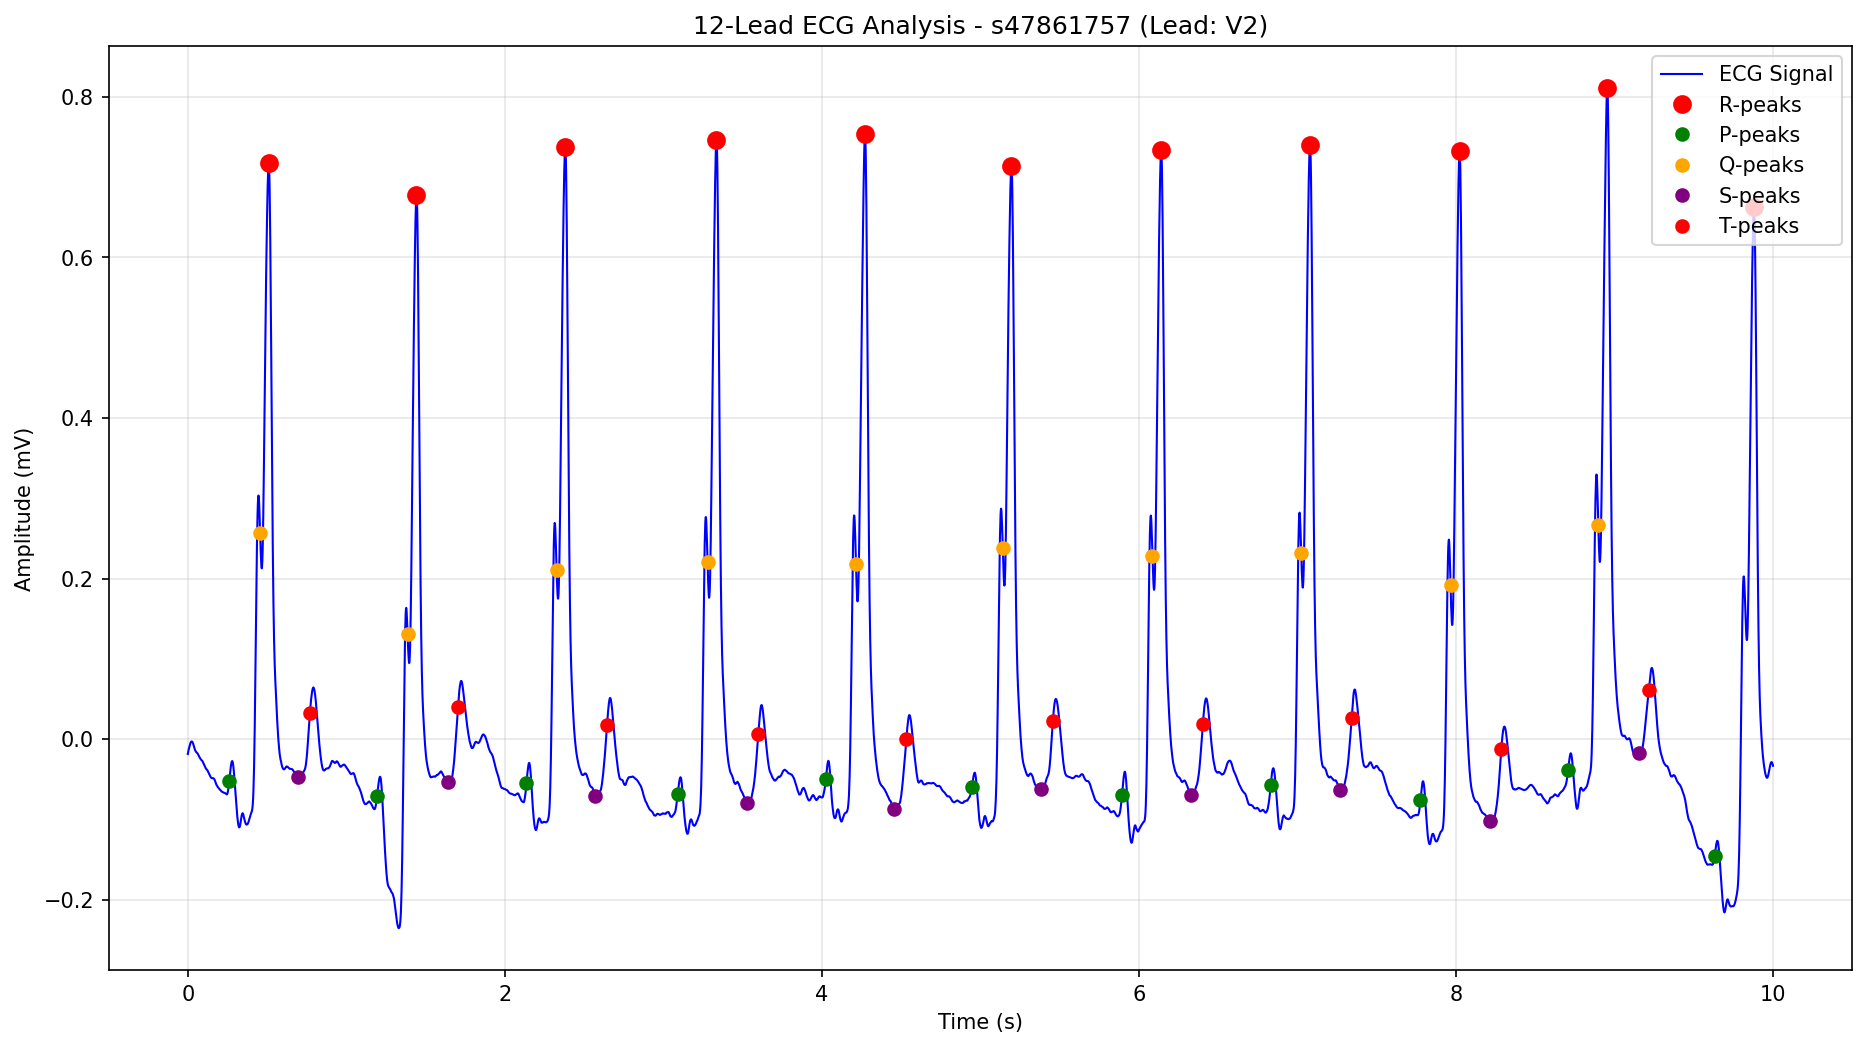 12-Lead ECG Analysis - s47861757 (Lead: V2)
ECG Signal
R-peaks
P-peaks
Q-peaks
S-peaks
T-peaks
Amplitude (mV)
0.8
0.6
0.4
0.2
0.0
−0.2
0 2 4 6 8 10
Time (s)